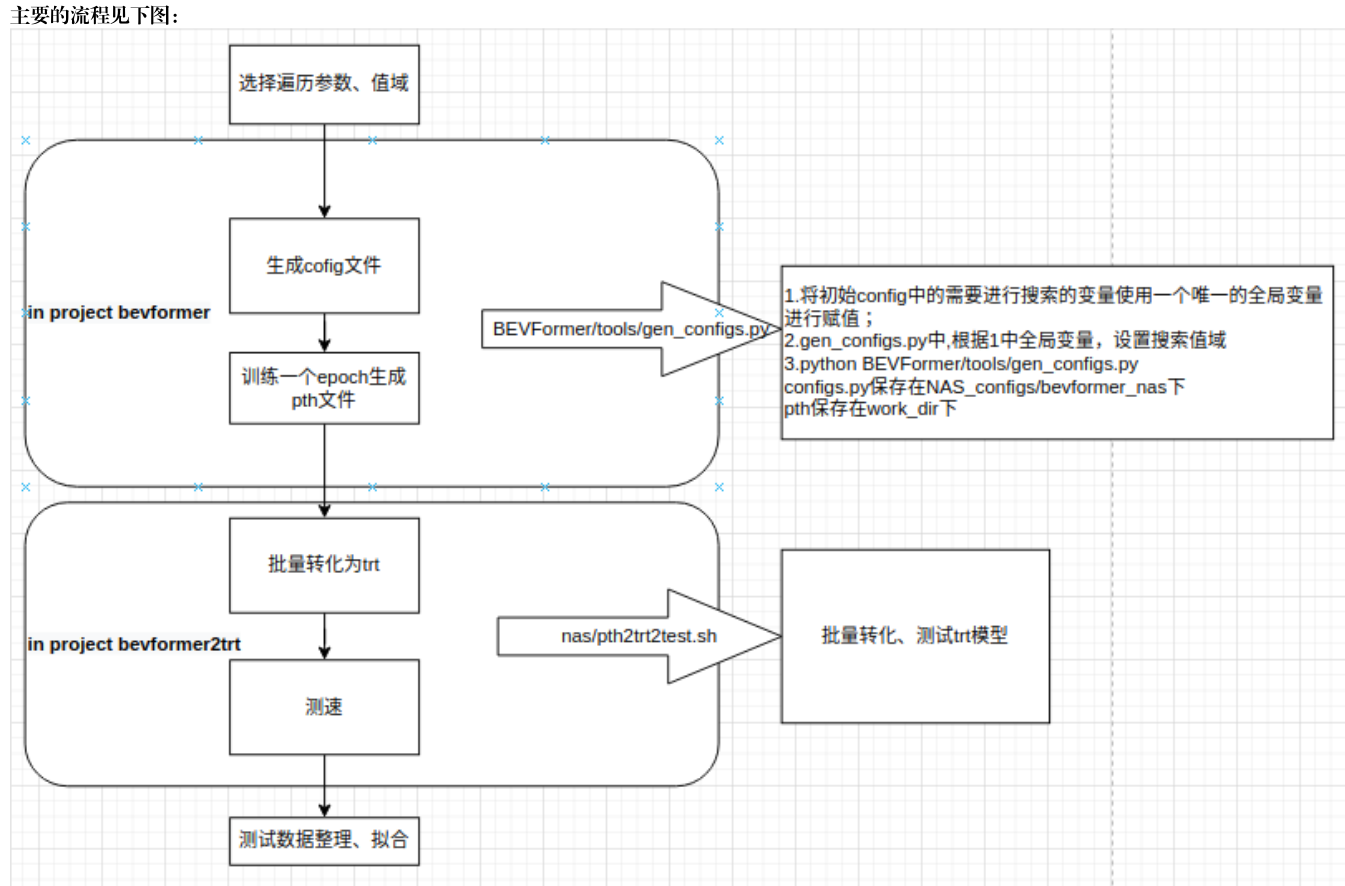 主要的流程见下图：
选择遍历参数、值域
in project bevformer
生成cofig文件
训练一个epoch生成
pth文件
BEVFormer/tools/gen_configs.py
1.将初始config中的需要进行搜索的变量使用一个唯一的全局变量
进行赋值；
2.gen_configs.py中,根据1中全局变量，设置搜索值域
3.python BEVFormer/tools/gen_configs.py
configs.py保存在NAS_configs/bevformer_nas下
pth保存在work_dir下
in project bevformer2trt
批量转化为trt
测速
nas/pth2trt2test.sh
批量转化、测试trt模型
测试数据整理、拟合